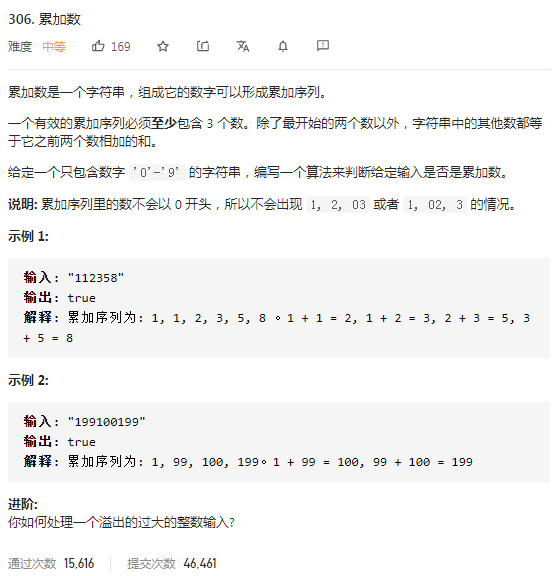 306. 累加数
难度 中等 169
累加数是一个字符串，组成它的数字可以形成累加序列。
一个有效的累加序列必须至少包含 3 个数。除了最开始的两个数以外，字符串中的其他数都等
于它之前两个数相加的和。
给定一个只包含数字 '0'-'9' 的字符串，编写一个算法来判断给定输入是否是累加数。
说明: 累加序列里的数不会以 0 开头，所以不会出现 1, 2, 03 或者 1, 02, 3 的情况。
示例 1:
输入: "112358"
输出: true
解释: 累加序列为: 1, 1, 2, 3, 5, 8 。1 + 1 = 2, 1 + 2 = 3, 2 + 3 = 5, 3
+ 5 = 8
示例 2:
输入: "199100199"
输出: true
解释: 累加序列为: 1, 99, 100, 199。1 + 99 = 100, 99 + 100 = 199
进阶:
你如何处理一个溢出的过大的整数输入?
通过次数 15,616 提交次数 46,461